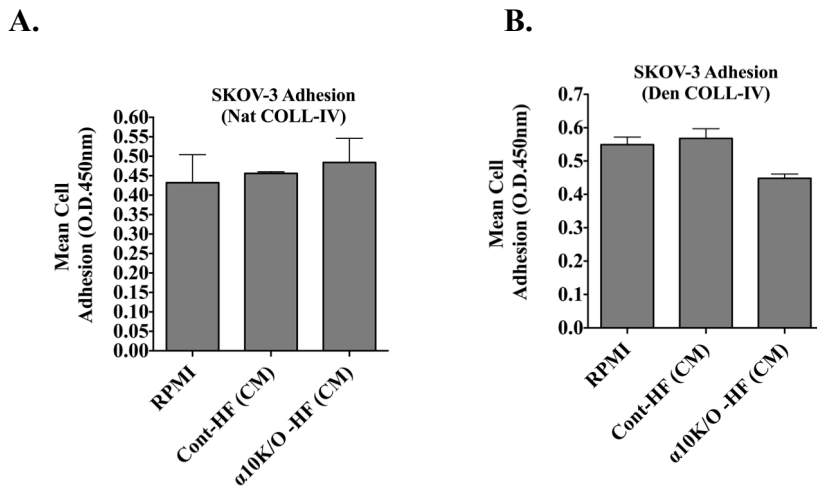 A.
SKOV-3 Adhesion
(Nat COLL-IV)
Mean Cell
Adhesion (O.D.450nm)
0.60
0.55
0.50
0.45
0.40
0.35
0.30
0.25
0.20
0.15
0.10
0.05
0.00
RPMI
Cont-HF (CM)
α10K/O -HF (CM)
B.
SKOV-3 Adhesion
(Den COLL-IV)
Mean Cell
Adhesion (O.D.450nm)
0.7
0.6
0.5
0.4
0.3
0.2
0.1
0.0
RPMI
Cont-HF (CM)
α10K/O -HF (CM)